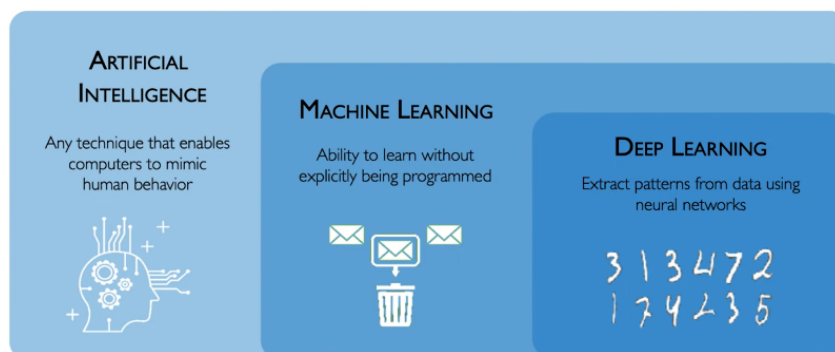 ARTIFICIAL
INTELLIGENCE
Any technique that enables
computers to mimic
human behavior
MACHINE LEARNING
Ability to learn without
explicitly being programmed
DEEP LEARNING
Extract patterns from data using
neural networks
3 1 3 4 7 2
1 7 4 2 3 5